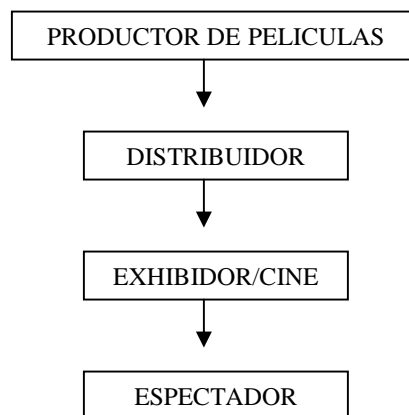 PRODUCTOR DE PELICULAS
DISTRIBUIDOR
EXHIBIDOR/CINE
ESPECTADOR